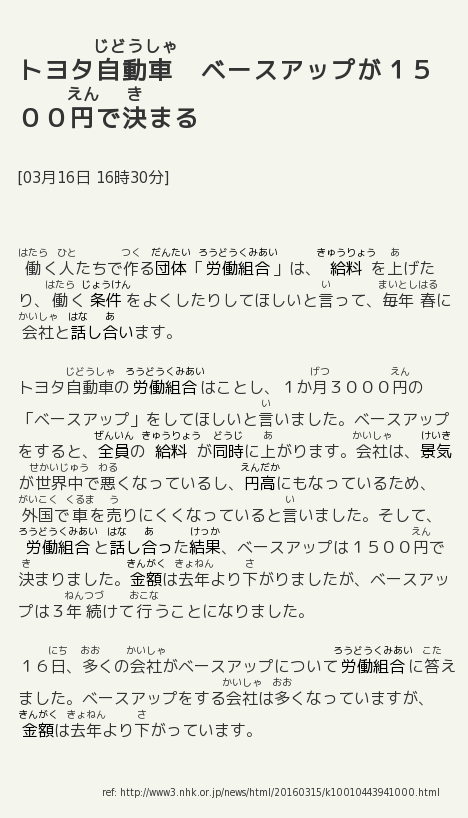 じどうしゃ
トヨタ自動車　ベースアップが１５
えん き
００円で決まる
[03月16日 16時30分]
はたら ひと つく だんたい ろうどうくみあい きゅうりょう あ
働く人たちで作る団体「労働組合」は、給料を上げた
はたら じょうけん い まいとしはる
り、働く条件をよくしたりしてほしいと言って、毎年春に
かいしゃ はな あ
会社と話し合います。
じどうしゃ ろうどうくみあい げつ えん
トヨタ自動車の労働組合はことし、１か月３０００円の
い
「ベースアップ」をしてほしいと言いました。ベースアップ
ぜんいん きゅうりょう どうじ あ かいしゃ けいき
をすると、全員の給料が同時に上がります。会社は、景気
せかいじゅう わる えんだか
が世界中で悪くなっているし、円高にもなっているため、
がいこく くるま う い
外国で車を売りにくくなっていると言いました。そして、
ろうどうくみあい はな あ けっか えん
労働組合と話し合った結果、ベースアップは１５００円で
き きんがく きょねん さ
決まりました。金額は去年より下がりましたが、ベースアッ
ねんつづ おこな
プは３年続けて行うことになりました。
にち おお かいしゃ ろうどうくみあい こた
１６日、多くの会社がベースアップについて労働組合に答え
かいしゃ おお
ました。ベースアップをする会社は多くなっていますが、
きんがく きょねん さ
金額は去年より下がっています。
ref: http://www3.nhk.or.jp/news/html/20160315/k10010443941000.html